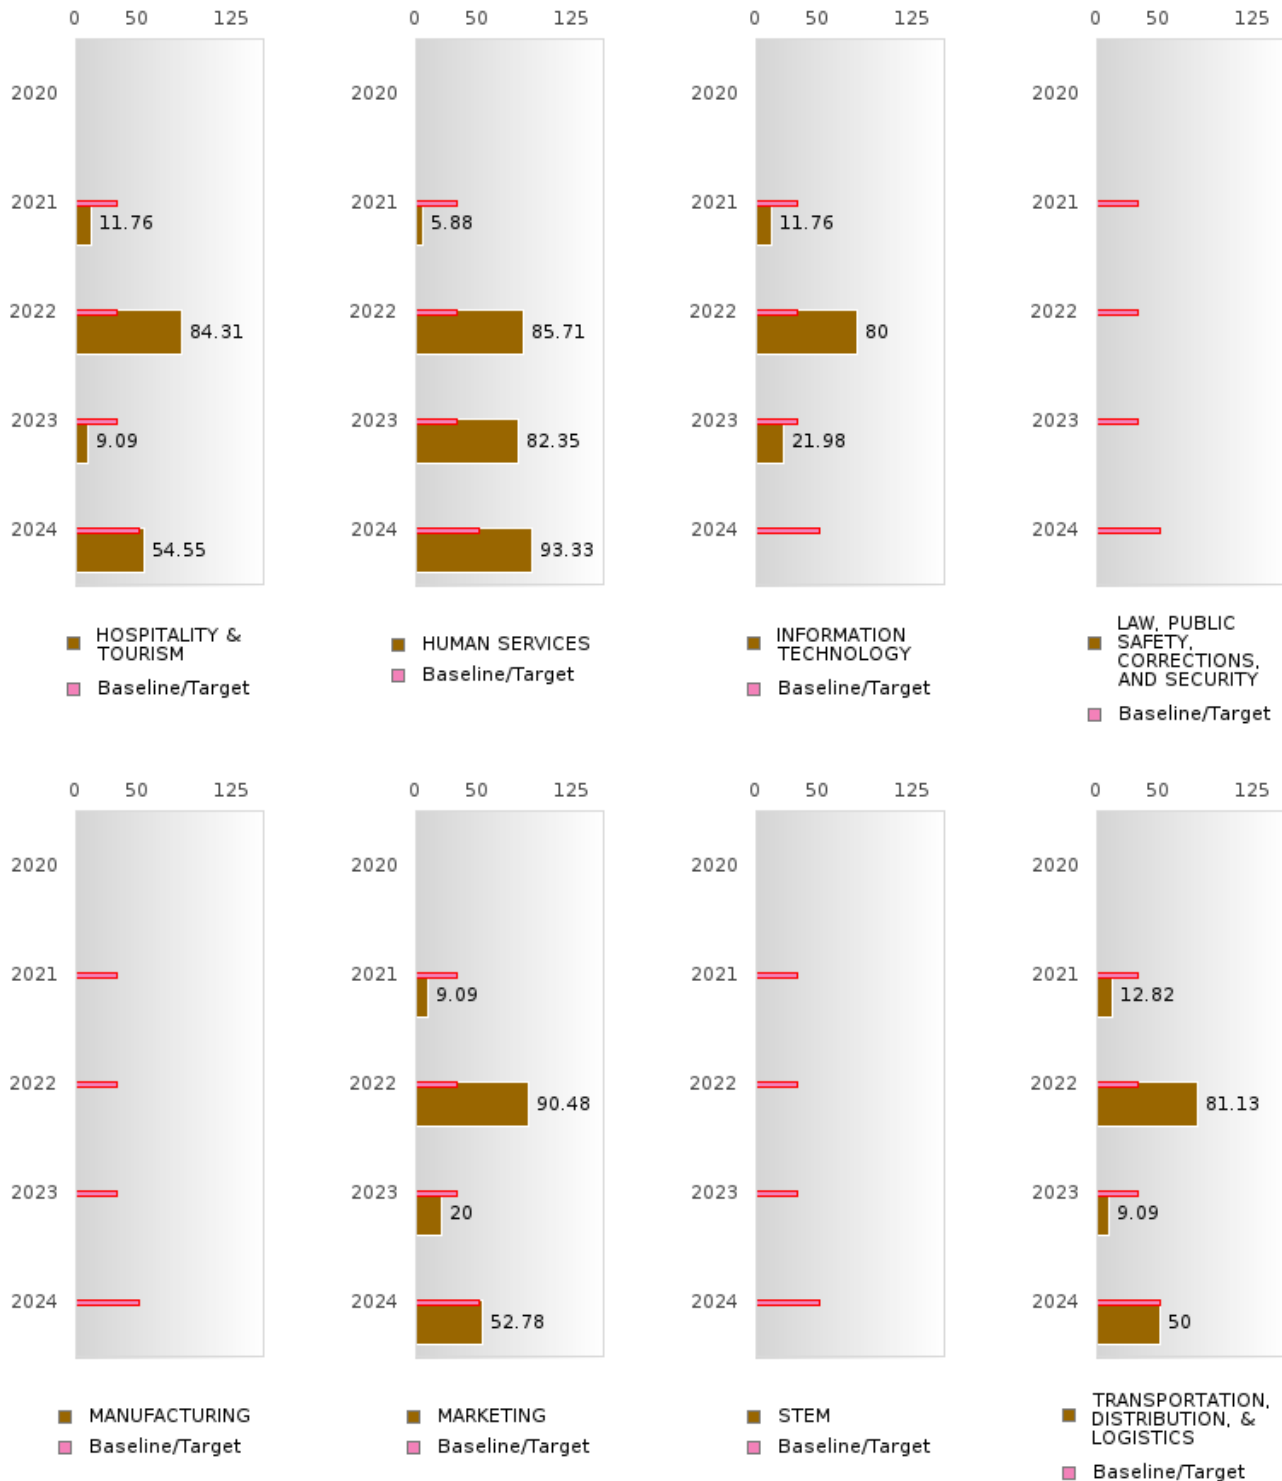 0 50 125
0 50 125
0 50 125
0 50 125
2020
2020
2020
2020
2021
11.76
2021
5.88
2021
11.76
2021
2022
84.31
2022
85.71
2022
80
2022
2023
9.09
2023
82.35
2023
21.98
2023
2024
54.55
2024
93.33
2024
2024
HOSPITALITY &
TOURISM
Baseline/Target
HUMAN SERVICES
Baseline/Target
INFORMATION
TECHNOLOGY
Baseline/Target
LAW, PUBLIC
SAFETY,
CORRECTIONS,
AND SECURITY
Baseline/Target
0 50 125
0 50 125
0 50 125
0 50 125
2020
2020
2020
2020
2021
2021
9.09
2021
2021
12.82
2022
2022
90.48
2022
2022
81.13
2023
2023
20
2023
2023
9.09
2024
2024
52.78
2024
2024
50
MANUFACTURING
Baseline/Target
MARKETING
Baseline/Target
STEM
Baseline/Target
TRANSPORTATION,
DISTRIBUTION, &
LOGISTICS
Baseline/Target